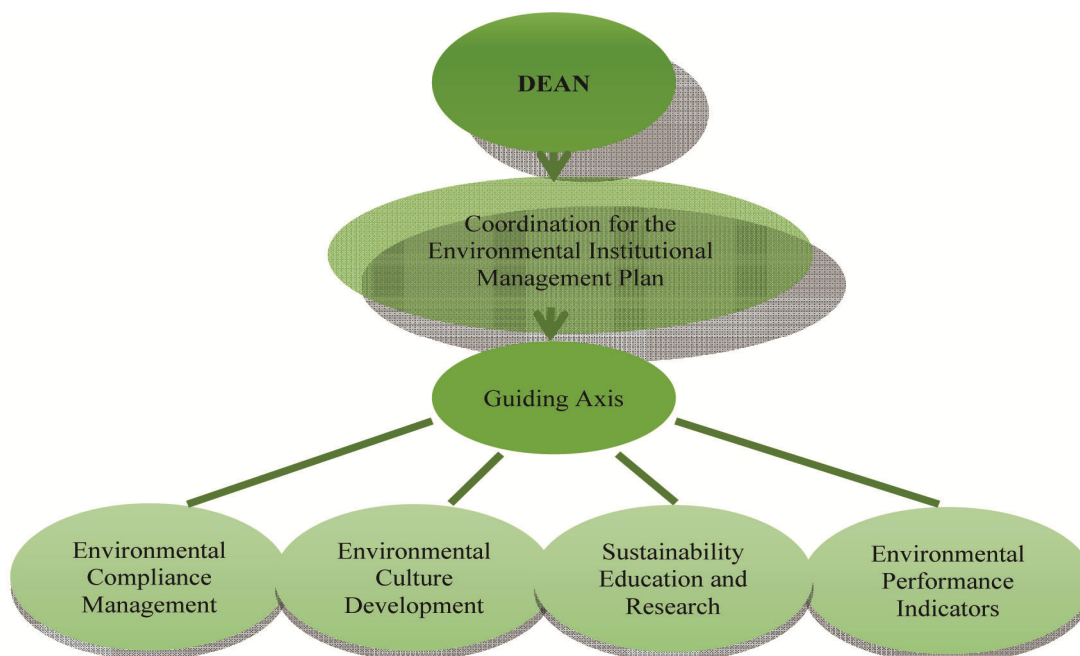 DEAN
Coordination for the
Environmental Institutional
Management Plan
Guiding Axis
Environmental
Compliance
Management
Environmental
Culture
Development
Sustainability
Education and
Research
Environmental
Performance
Indicators